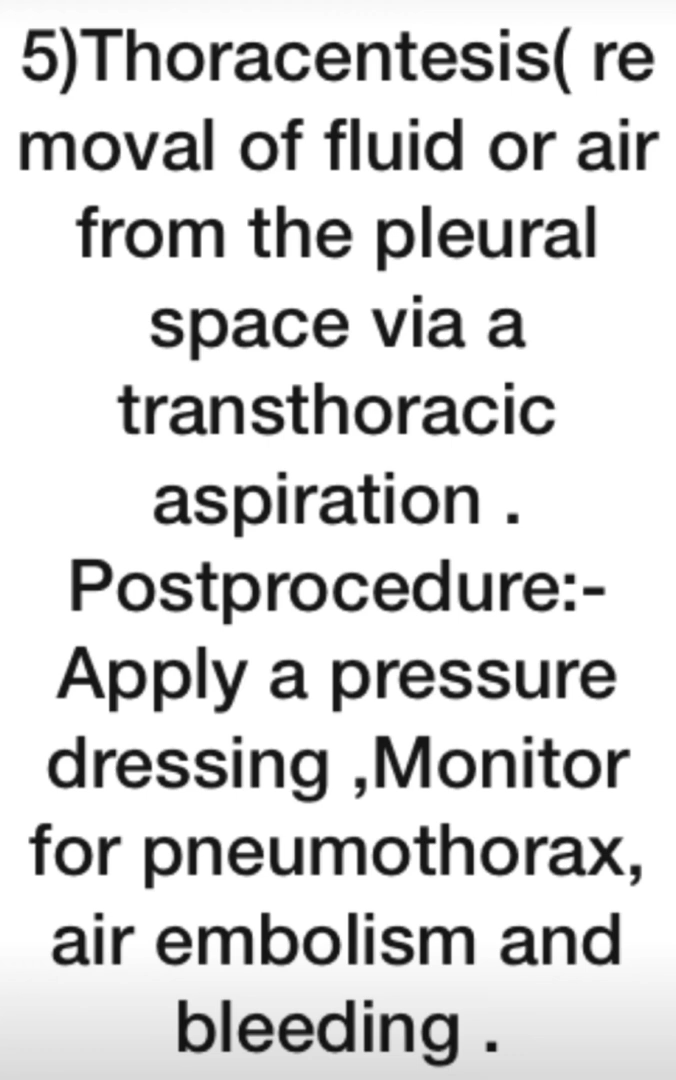 5)Thoracentesis( re
moval of fluid or air
from the pleural
space via a
transthoracic
aspiration .
Postprocedure:-
Apply a pressure
dressing ,Monitor
for pneumothorax,
air embolism and
bleeding .